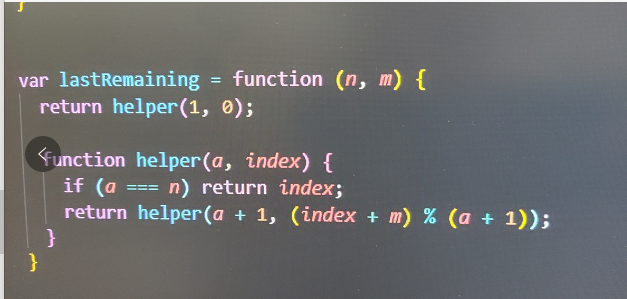 }
var lastRemaining = function (n, m) {
return helper(1, 0);
function helper(a, index) {
if (a === n) return index;
return helper(a + 1, (index + m) % (a + 1));
}
}